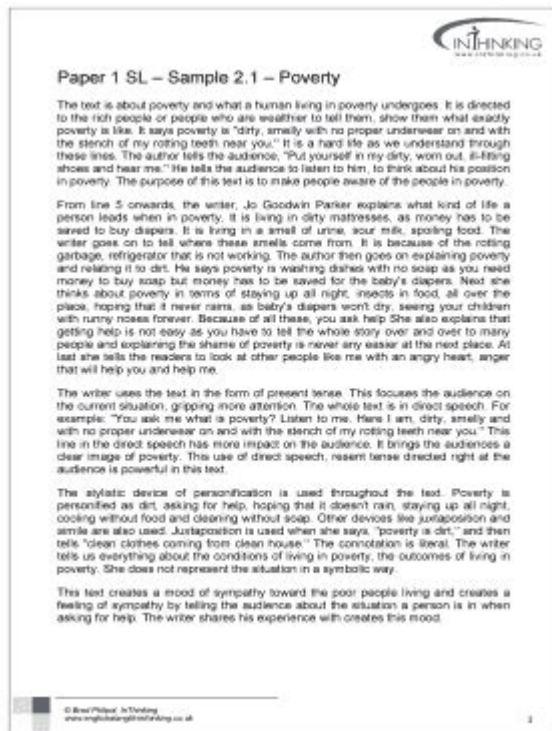 INTHINKING
www.inthinking.co.uk
Paper 1 SL – Sample 2.1 – Poverty
The text is about poverty and what a human living in poverty undergoes. It is directed
to the rich people or people who are wealthier to tell them, show them what exactly
poverty is like. It says poverty is "dirty, smelly with no proper underwear on and with
the stench of my rotting teeth near you." It is a hard life as we understand through
these lines. The author tells the audience, "Put yourself in my dirty, worn out, ill-fitting
shoes and hear me." He tells the audience to listen to him, to think about his position
in poverty. The purpose of this text is to make people aware of the people in poverty.
From line 5 onwards, the writer, Jo Goodwin Parker explains what kind of life a
person leads when in poverty. It is living in dirty mattresses, as money has to be
saved to buy diapers. It is living in a smell of urine, sour milk, spoiling food. The
writer goes on to tell where these smells come from. It is because of the rotting
garbage, refrigerator that is not working. The author then goes on explaining poverty
and relating it to dirt. He says poverty is washing dishes with no soap as you need
money to buy soap but money has to be saved for the baby's diapers. Next she
thinks about poverty in terms of staying up all night, insects in food, all over the
place, hoping that it never rains, as baby's diapers won't dry, seeing your children
with runny noses forever. Because of all these, you ask help She also explains that
getting help is not easy as you have to tell the whole story over and over to many
people and explaining the shame of poverty is never any easier at the next place. At
last she tells the readers to look at other people like me with an angry heart, anger
that will help you and help me.
The writer uses the text in the form of present tense. This focuses the audience on
the current situation, gripping more attention. The whole text is in direct speech. For
example: "You ask me what is poverty? Listen to me. Here I am, dirty, smelly and
with no proper underwear on and with the stench of my rotting teeth near you." This
line in the direct speech has more impact on the audience. It brings the audiences a
clear image of poverty. This use of direct speech, resent tense directed right at the
audience is powerful in this text.
The stylistic device of personification is used throughout the text. Poverty is
personified as dirt, asking for help, hoping that it doesn't rain, staying up all night,
cooling without food and cleaning without soap. Other devices like juxtaposition and
simile are also used. Juxtaposition is used when she says, "poverty is dirt," and then
tells "clean clothes coming from clean house." The connotation is literal. The writer
tells us everything about the conditions of living in poverty, the outcomes of living in
poverty. She does not represent the situation in a symbolic way.
This text creates a mood of sympathy toward the poor people living and creates a
feeling of sympathy by telling the audience about the situation a person is in when
asking for help. The writer shares his experience with creates this mood.
© Brad Philpot, InThinking